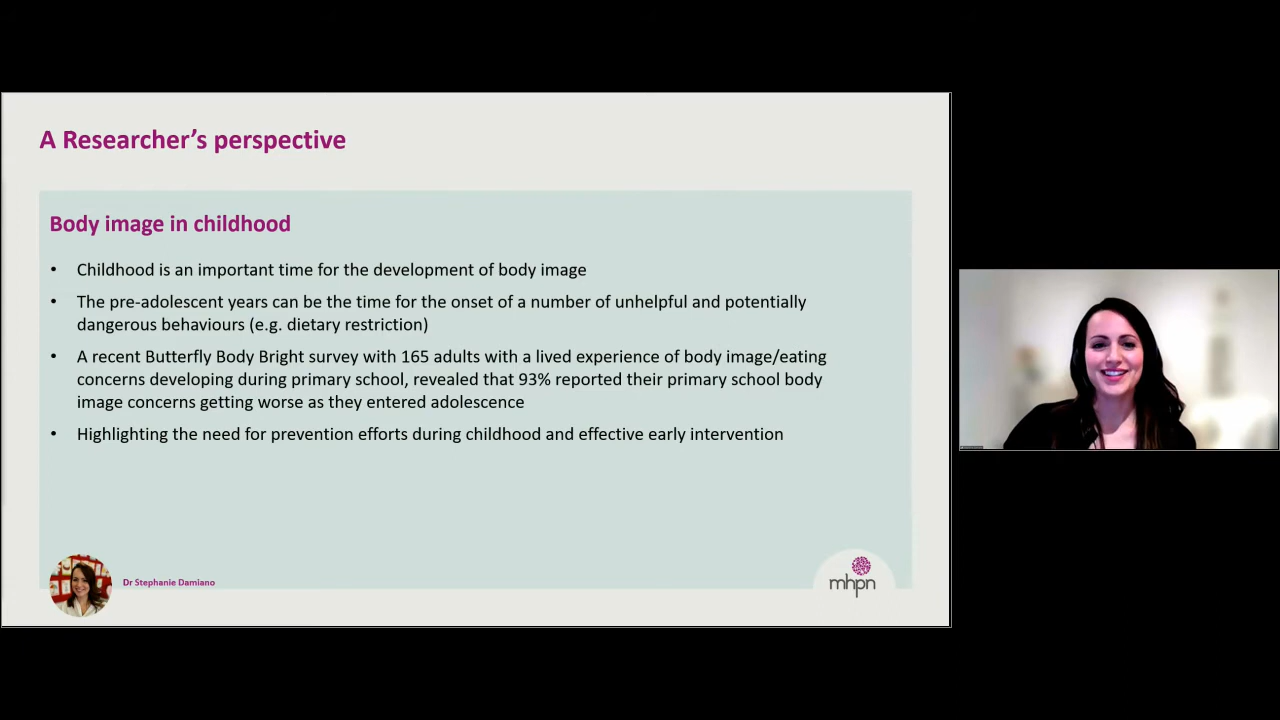 A Researcher’s perspective
Body image in childhood
• Childhood is an important time for the development of body image
• The pre-adolescent years can be the time for the onset of a number of unhelpful and potentially
dangerous behaviours (e.g. dietary restriction)
• A recent Butterfly Body Bright survey with 165 adults with a lived experience of body image/eating
concerns developing during primary school, revealed that 93% reported their primary school body
image concerns getting worse as they entered adolescence
• Highlighting the need for prevention efforts during childhood and effective early intervention
Dr Stephanie Damiano
mhpn